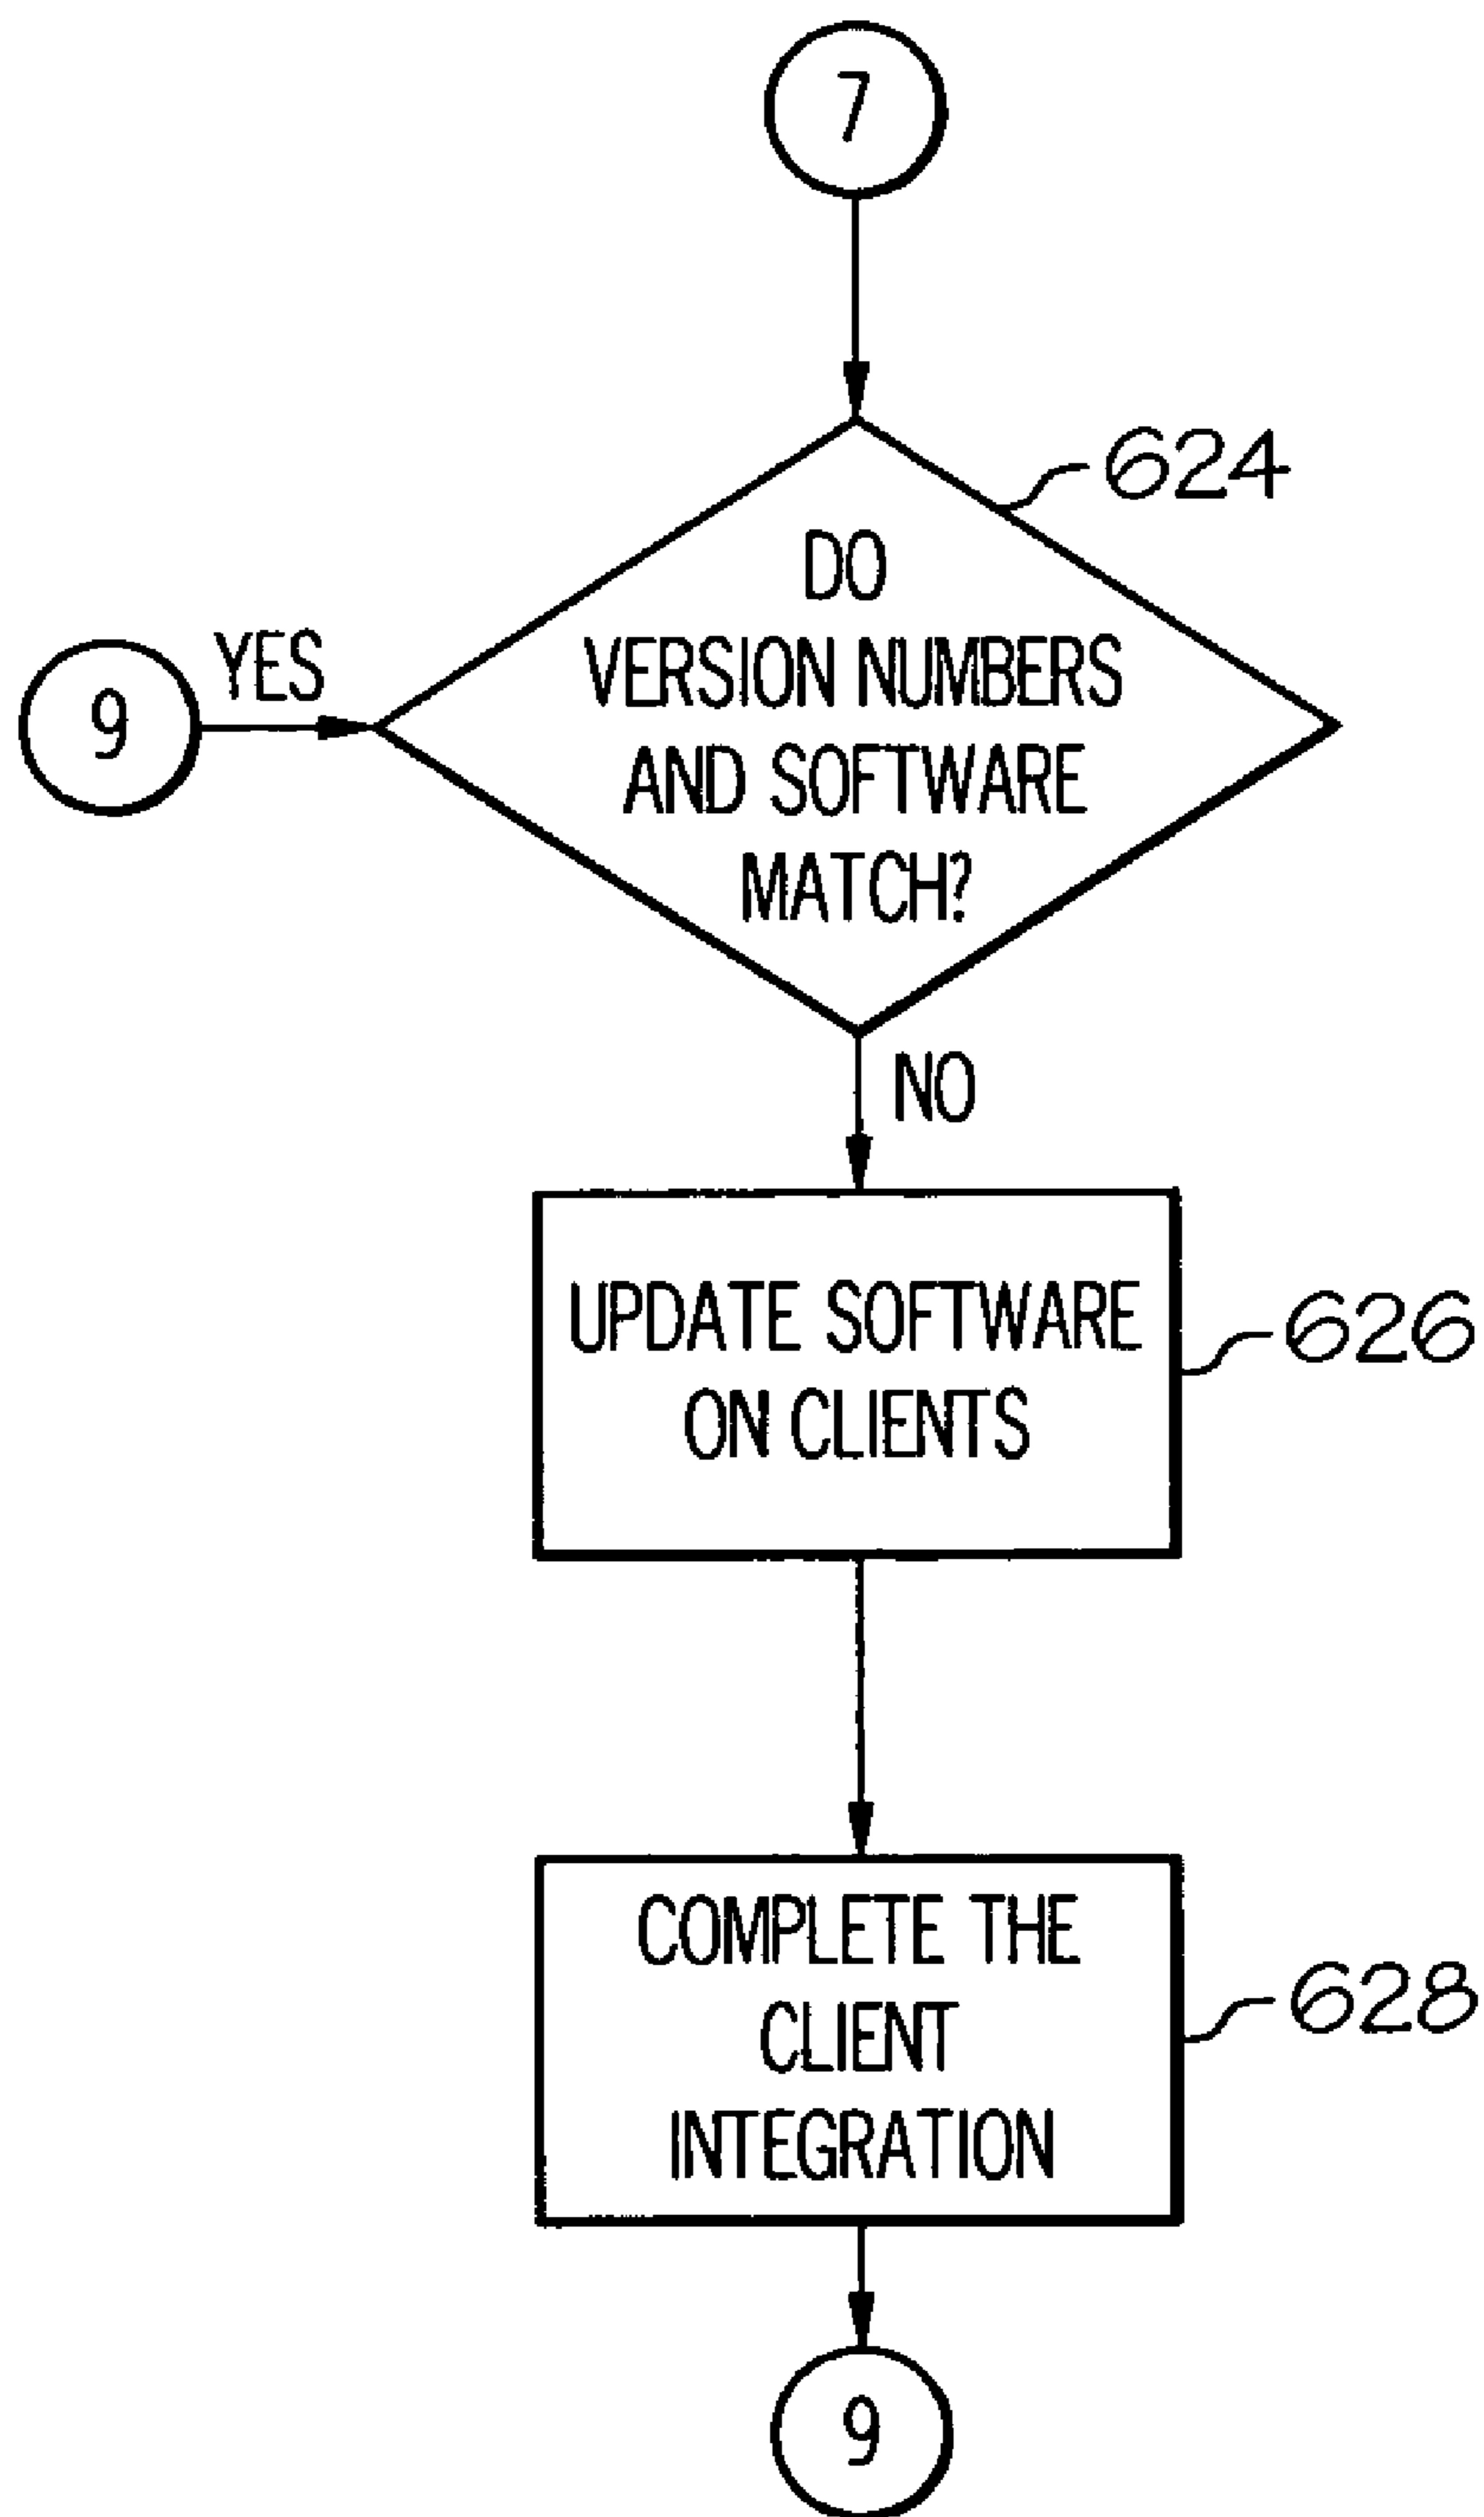 7
624
DO
VERSION NUMBERS
AND SOFTWARE
MATCH?
YES
9
NO
UPDATE SOFTWARE
ON CLIENTS
626
COMPLETE THE
CLIENT
INTEGRATION
628
9